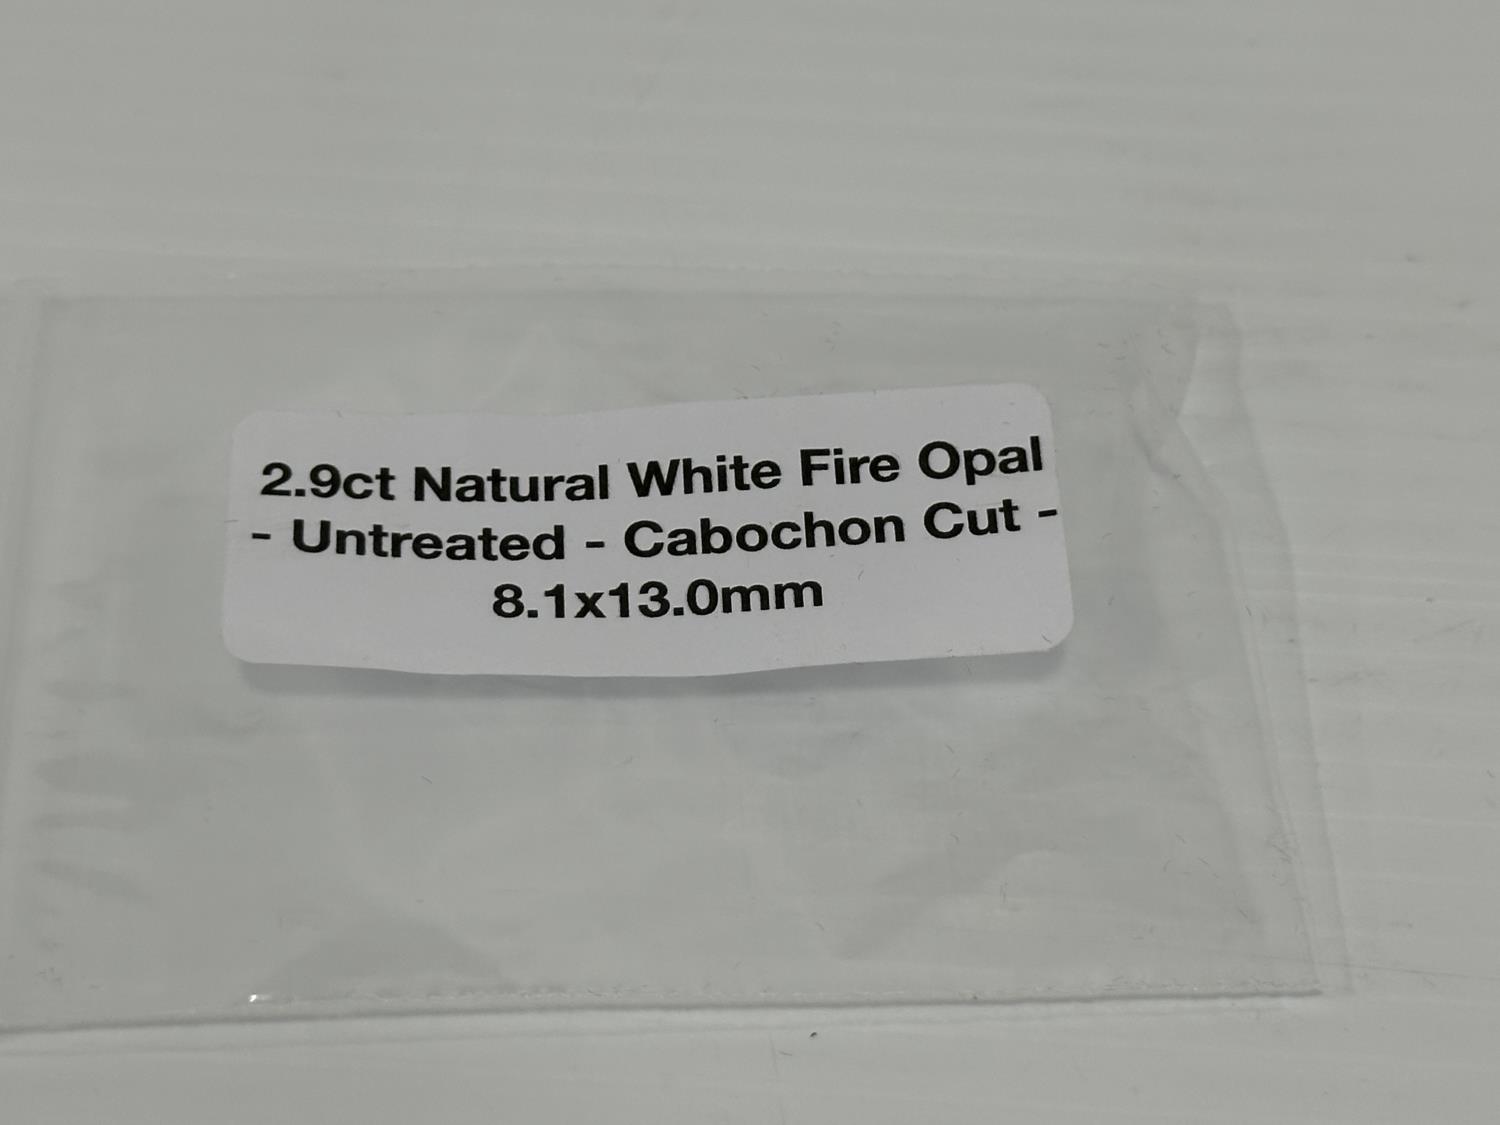 2.9ct Natural White Fire Opal
- Untreated - Cabochon Cut -
8.1x13.0mm